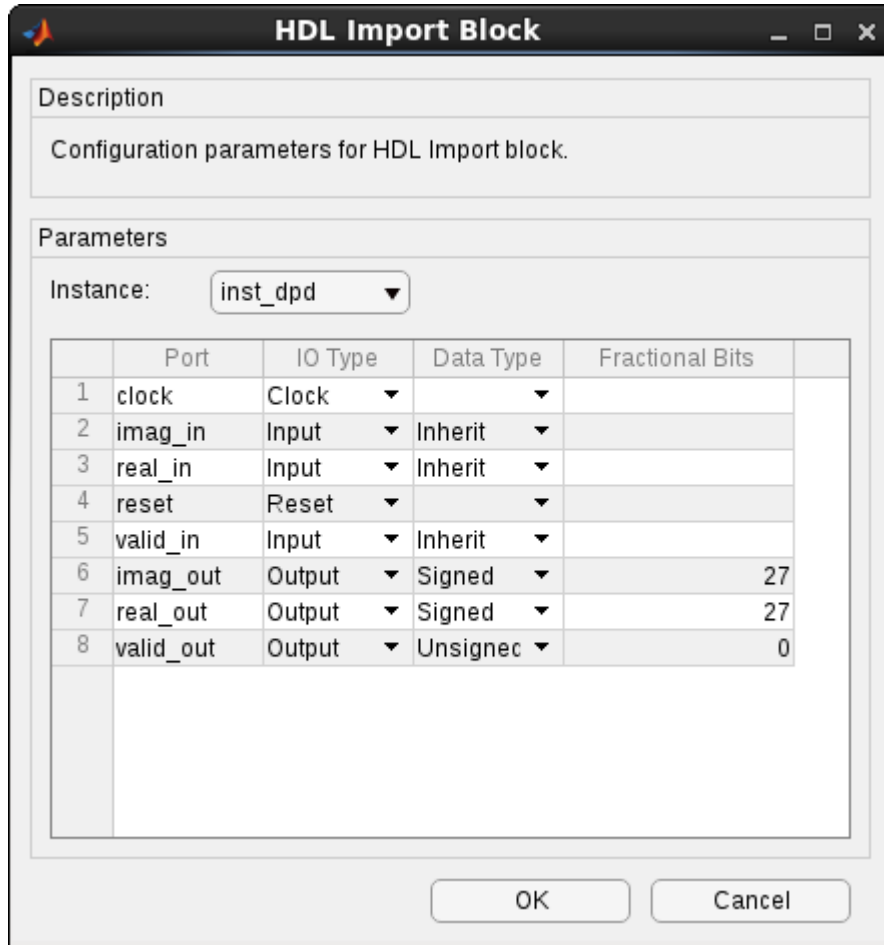 HDL Import Block
Description
Configuration parameters for HDL Import block.
Parameters
Instance: inst_dpd
Port IO Type Data Type Fractional Bits
1 clock Clock
2 imag_in Input Inherit
3 real_in Input Inherit
4 reset Reset
5 valid_in Input Inherit
6 imag_out Output Signed 27
7 real_out Output Signed 27
8 valid_out Output Unsigned 0
OK Cancel